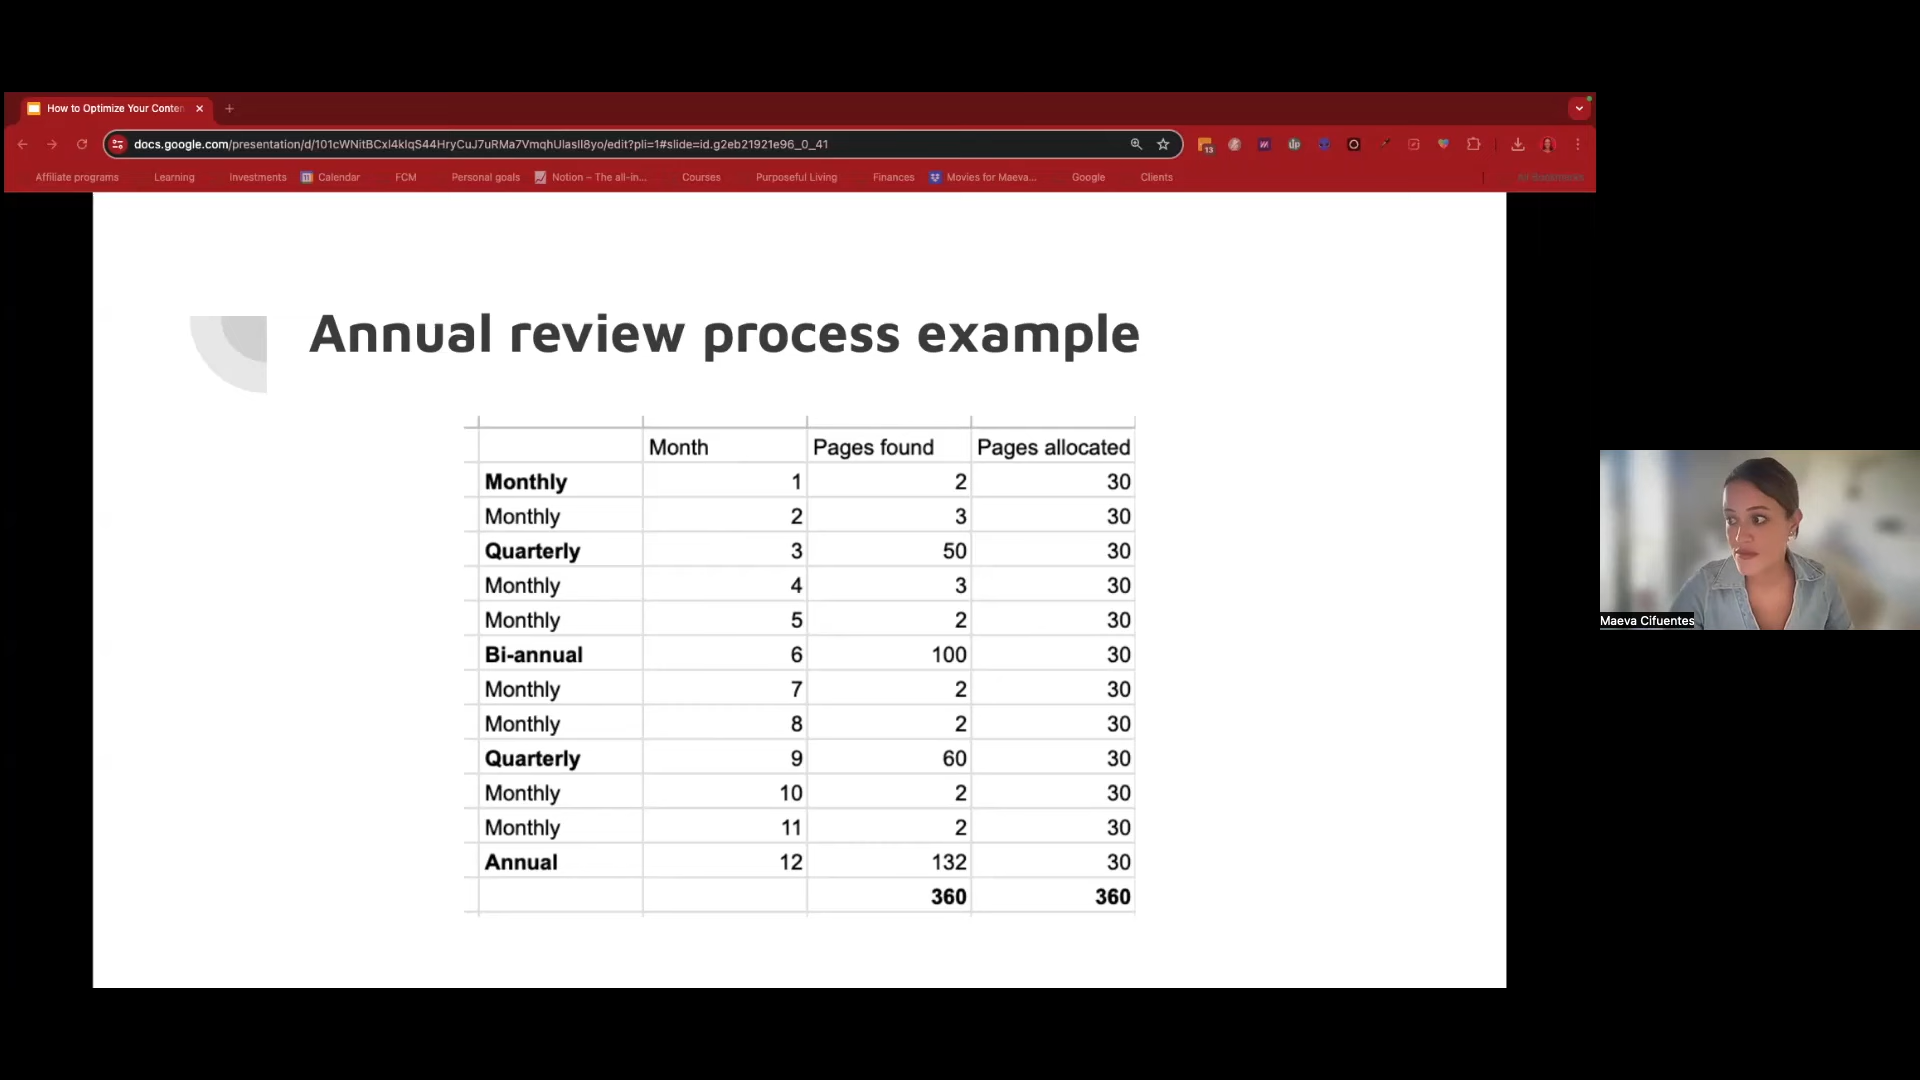 How to Optimize Your Conten
docs.google.com/presentation/d/101cWNitBCxl4kIqS44HryCuJ7uRMa7VmqhUlasll8yo/edit?pli=1#slide=id.g2eb21921e96_0_41
13
Affiliate programs Learning Investments Calendar FCM Personal goals Notion – The all-in... Courses Purposeful Living Finances Movies for Maeva... Google Clients All Bookmarks
Annual review process example
Month Pages found Pages allocated
Monthly 1 2 30
Monthly 2 3 30
Quarterly 3 50 30
Monthly 4 3 30
Monthly 5 2 30
Bi-annual 6 100 30
Monthly 7 2 30
Monthly 8 2 30
Quarterly 9 60 30
Monthly 10 2 30
Monthly 11 2 30
Annual 12 132 30
360 360
Maeva Cifuentes